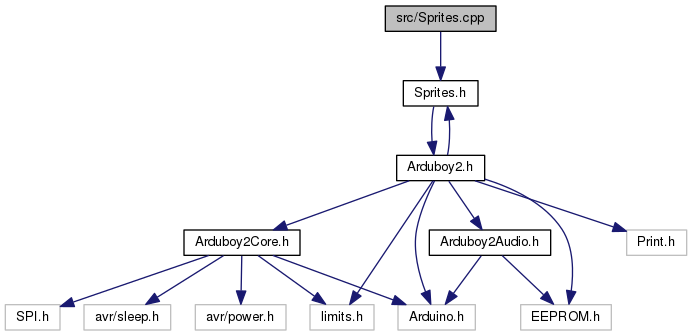 src/Sprites.cpp
Sprites.h
Arduboy2.h
Arduboy2Core.h
Arduboy2Audio.h
Print.h
SPI.h
avr/sleep.h
avr/power.h
limits.h
Arduino.h
EEPROM.h